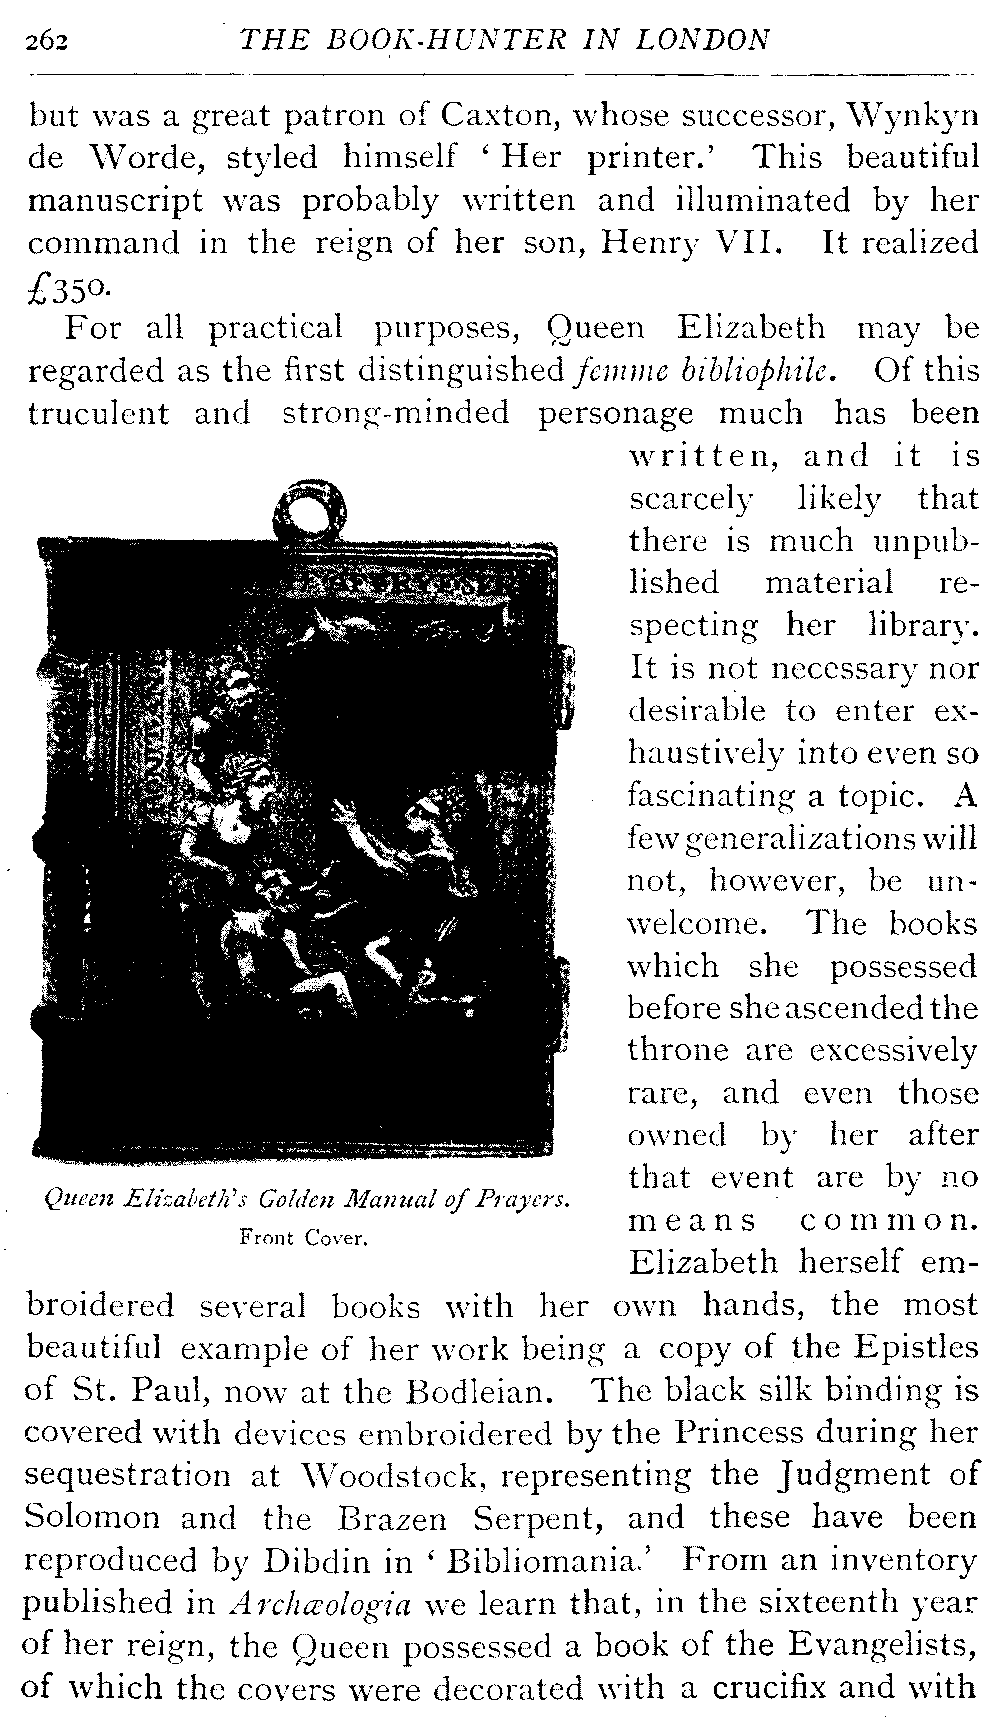 262 THE BOOK-HUNTER IN LONDON
but was a great patron of Caxton, whose successor, Wynkyn
de Worde, styled himself ‘ Her printer.’ This beautiful
manuscript was probably written and illuminated by her
command in the reign of her son, Henry VII. It realized
£350.
For all practical purposes, Queen Elizabeth may be
regarded as the first distinguished femme bibliophile. Of this
truculent and strong-minded personage much has been
written, and it is
scarcely likely that
there is much unpub-
lished material re-
specting her library.
It is not necessary nor
desirable to enter ex-
haustively into even so
fascinating a topic. A
few generalizations will
not, however, be un-
welcome. The books
which she possessed
before she ascended the
throne are excessively
rare, and even those
owned by her after
that event are by no
means common.
Elizabeth herself em-
Queen Elizabeth's Golden Manual of Prayers.
Front Cover.
broidered several books with her own hands, the most
beautiful example of her work being a copy of the Epistles
of St. Paul, now at the Bodleian. The black silk binding is
covered with devices embroidered by the Princess during her
sequestration at Woodstock, representing the Judgment of
Solomon and the Brazen Serpent, and these have been
reproduced by Dibdin in ‘ Bibliomania.’ From an inventory
published in Archæologia we learn that, in the sixteenth year
of her reign, the Queen possessed a book of the Evangelists,
of which the covers were decorated with a crucifix and with